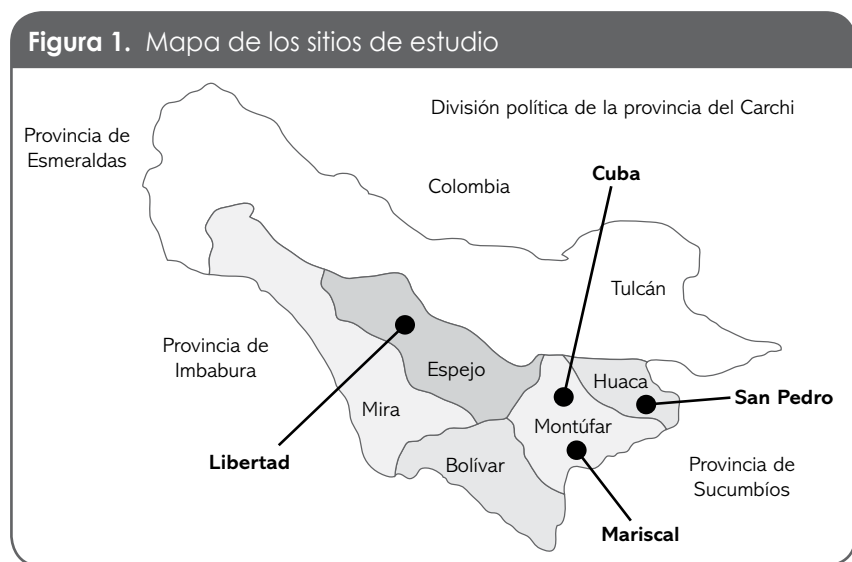 Figura 1. Mapa de los sitios de estudio
División política de la provincia del Carchi
Provincia de
Esmeraldas
Colombia
Cuba
Tulcán
Provincia de
Imbabura
Espejo
Huaca
San Pedro
Mira
Montúfar
Libertad
Bolívar
Provincia de
Sucumbíos
Mariscal